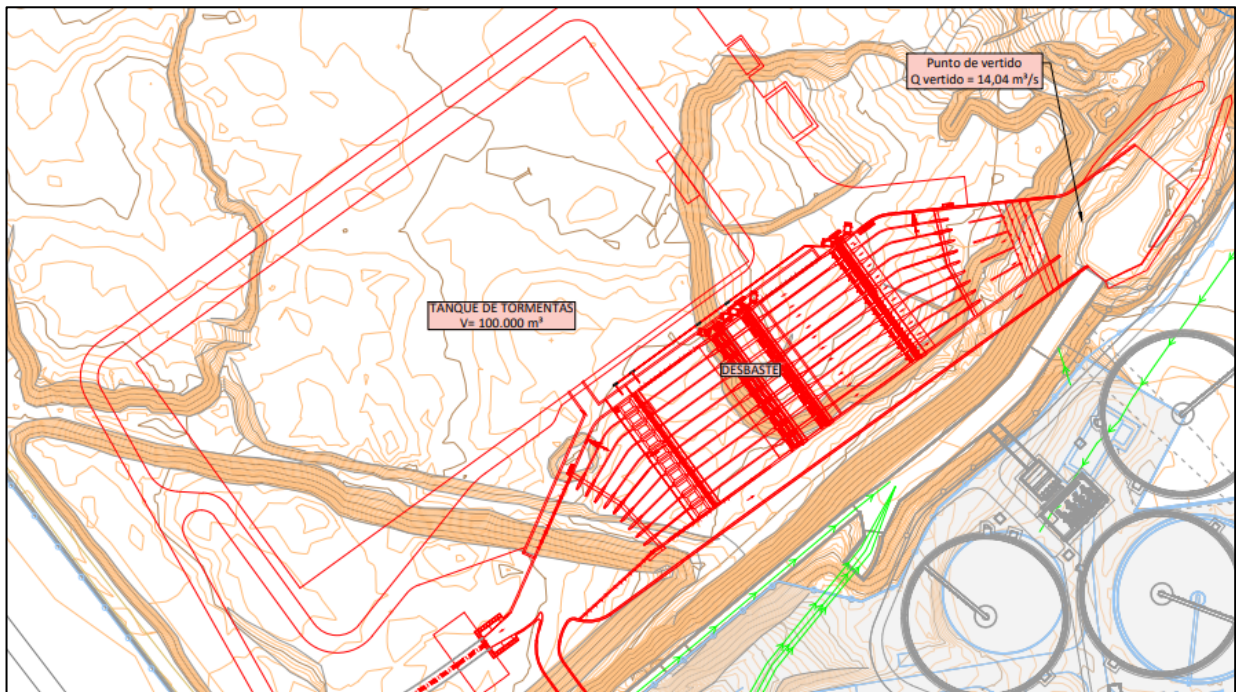 Punto de vertido
Q vertido = 14,04 m³/s
TANQUE DE TORMENTAS
V= 100.000 m³
DESBASTE